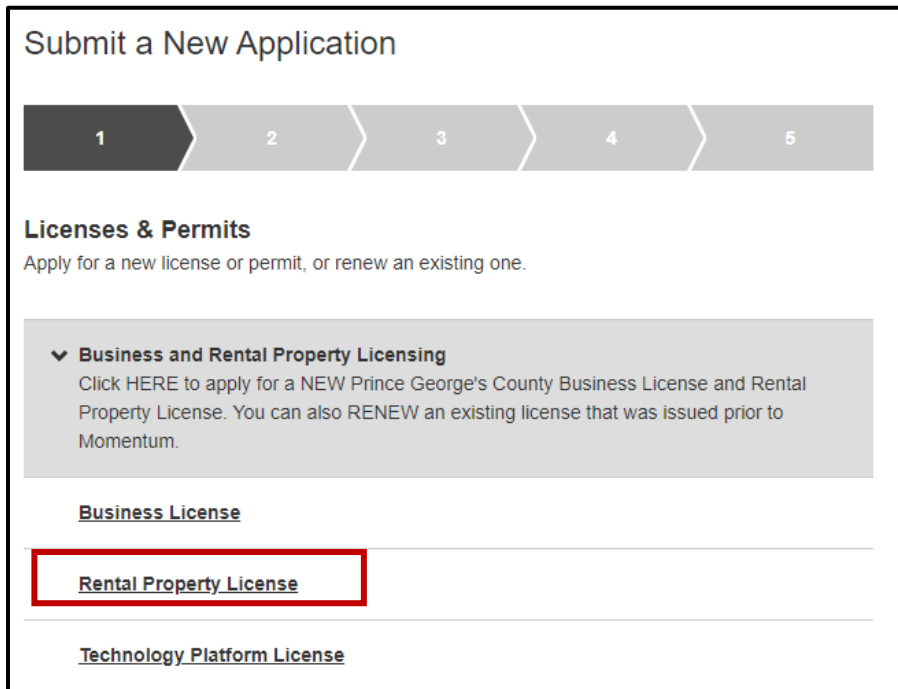 Submit a New Application
1 2 3 4 5
Licenses & Permits
Apply for a new license or permit, or renew an existing one.
Business and Rental Property Licensing
Click HERE to apply for a NEW Prince George's County Business License and Rental
Property License. You can also RENEW an existing license that was issued prior to
Momentum.
Business License
Rental Property License
Technology Platform License